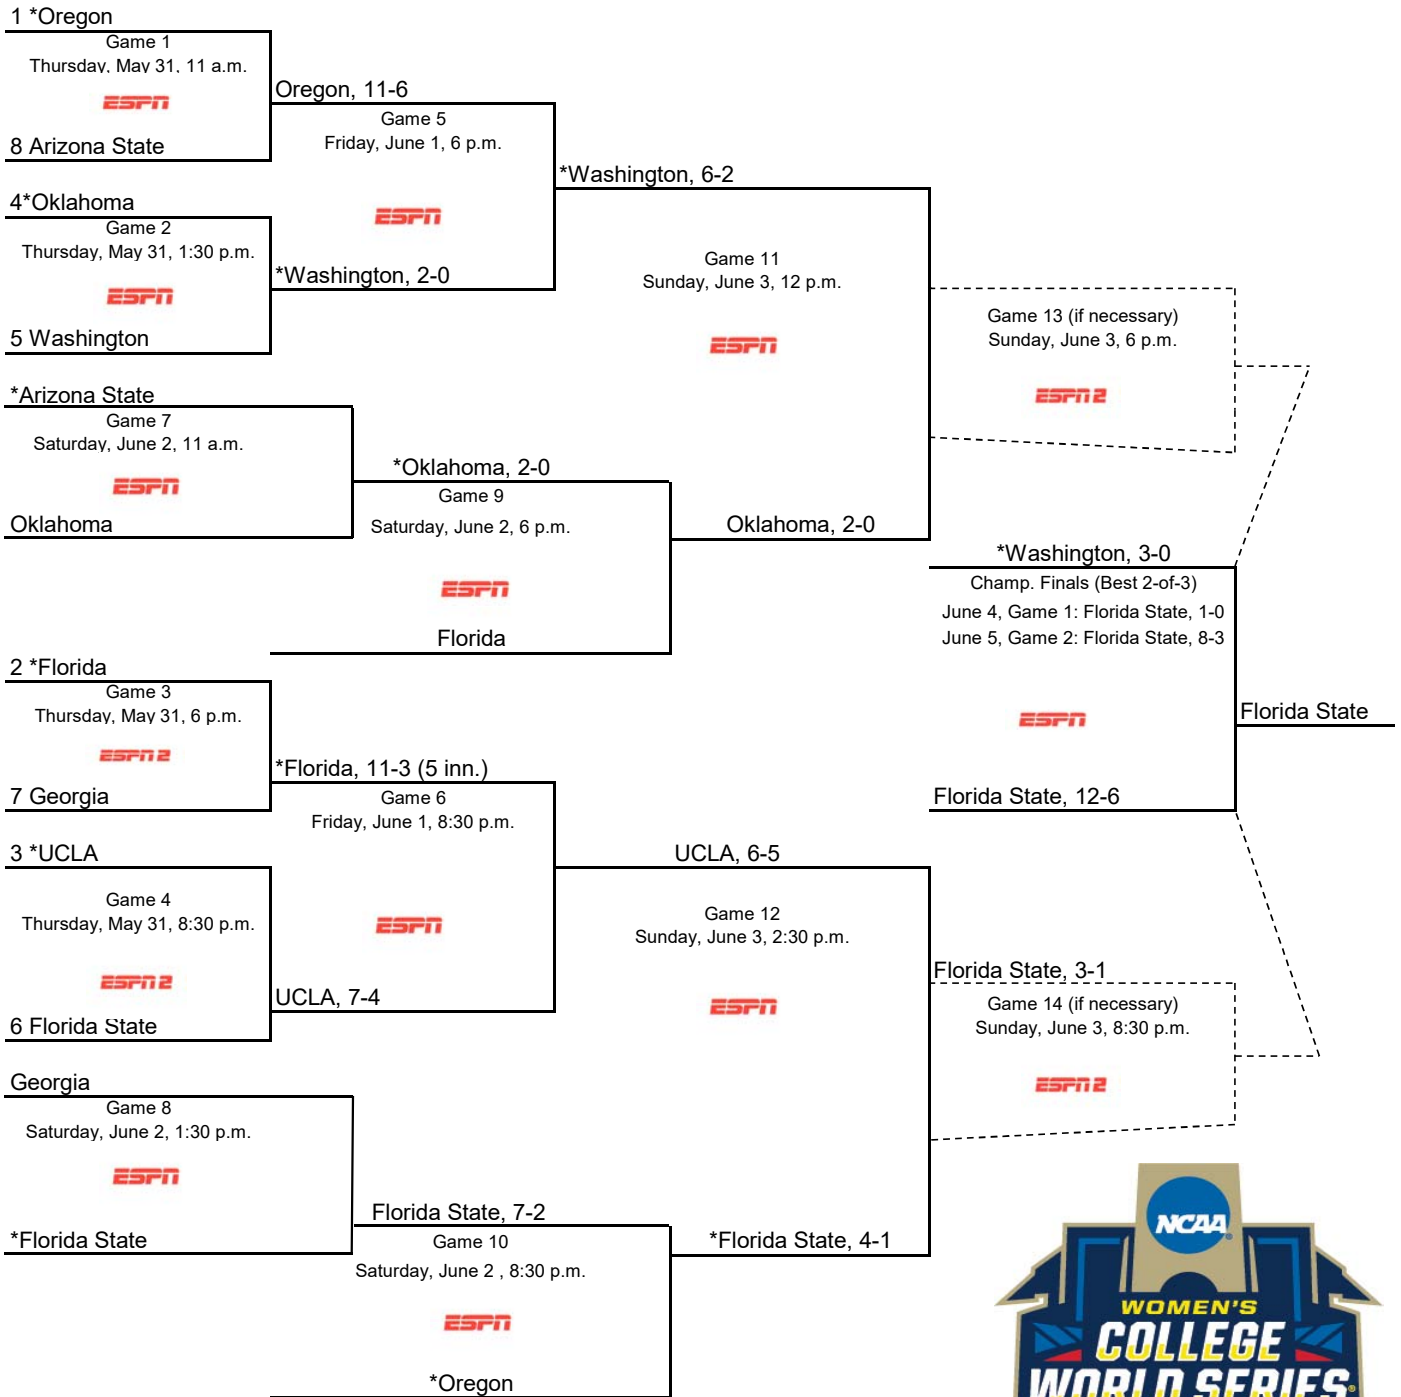 1 *Oregon
Game 1
Thursday, May 31, 11 a.m.
ESPN
8 Arizona State
Oregon, 11-6
Game 5
Friday, June 1, 6 p.m.
ESPN
*Washington, 2-0
4*Oklahoma
Game 2
Thursday, May 31, 1:30 p.m.
ESPN
5 Washington
*Washington, 6-2
Game 11
Sunday, June 3, 12 p.m.
ESPN
Oklahoma, 2-0
*Arizona State
Game 7
Saturday, June 2, 11 a.m.
ESPN
Oklahoma
*Oklahoma, 2-0
Game 9
Saturday, June 2, 6 p.m.
ESPN
Florida
Game 13 (if necessary)
Sunday, June 3, 6 p.m.
ESPN 2
*Washington, 3-0
Champ. Finals (Best 2-of-3)
June 4, Game 1: Florida State, 1-0
June 5, Game 2: Florida State, 8-3
ESPN
Florida State, 12-6
Florida State
2 *Florida
Game 3
Thursday, May 31, 6 p.m.
ESPN 2
7 Georgia
*Florida, 11-3 (5 inn.)
Game 6
Friday, June 1, 8:30 p.m.
ESPN
UCLA, 7-4
3 *UCLA
Game 4
Thursday, May 31, 8:30 p.m.
ESPN 2
6 Florida State
UCLA, 6-5
Game 12
Sunday, June 3, 2:30 p.m.
ESPN
*Florida State, 4-1
Florida State, 3-1
Game 14 (if necessary)
Sunday, June 3, 8:30 p.m.
ESPN 2
Georgia
Game 8
Saturday, June 2, 1:30 p.m.
ESPN
*Florida State
Florida State, 7-2
Game 10
Saturday, June 2 , 8:30 p.m.
ESPN
*Oregon
NCAA
WOMEN'S
COLLEGE
WORLD SERIES